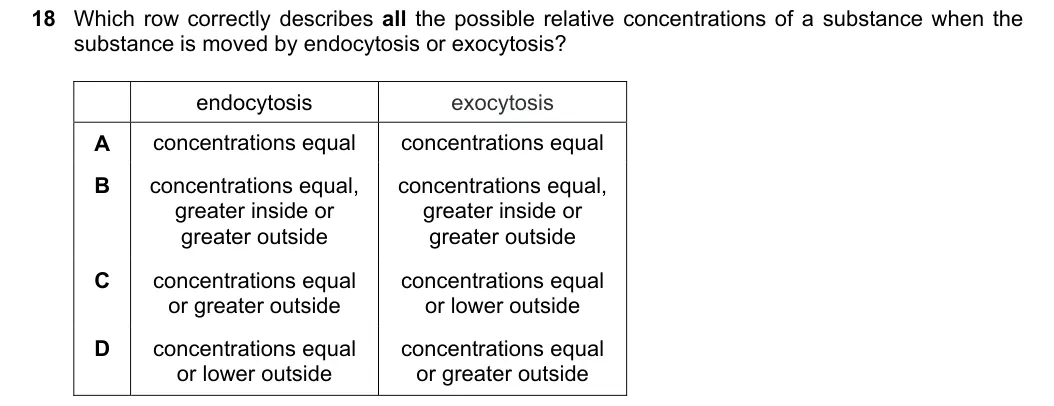 18 Which row correctly describes all the possible relative concentrations of a substance when the
substance is moved by endocytosis or exocytosis?
endocytosis exocytosis
A concentrations equal concentrations equal
B concentrations equal, concentrations equal,
greater inside or greater inside or
greater outside greater outside
C concentrations equal concentrations equal
or greater outside or lower outside
D concentrations equal concentrations equal
or lower outside or greater outside